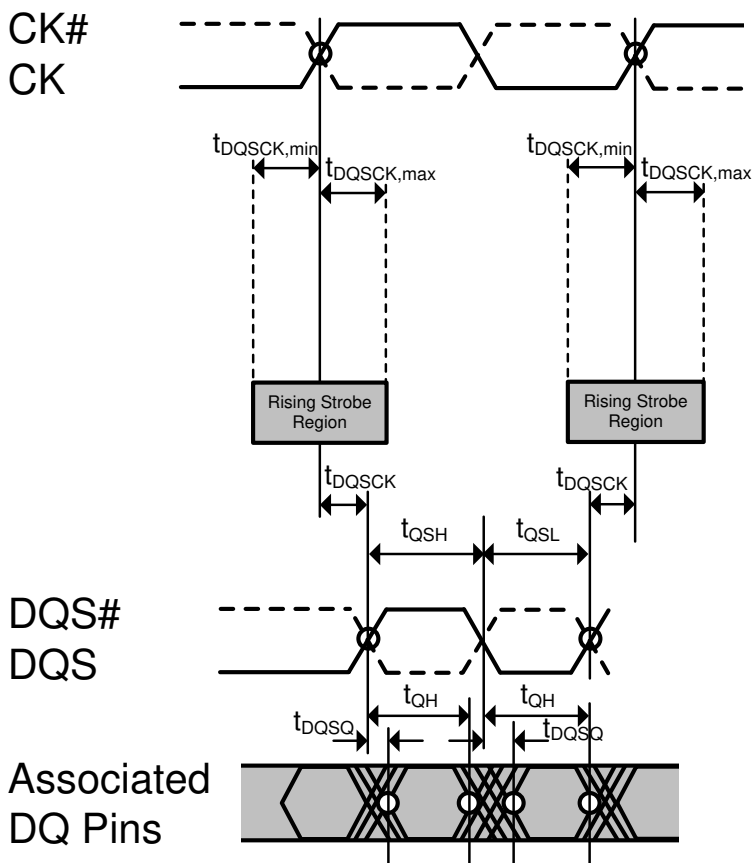 CK#
CK
tDQSCK,min
tDQSCK,max
tDQSCK,min
tDQSCK,max
Rising Strobe
Region
Rising Strobe
Region
tDQSCK
tDQSCK
tQSH
tQSL
DQS#
DQS
tQH
tQH
tDQSQ
tDQSQ
Associated
DQ Pins